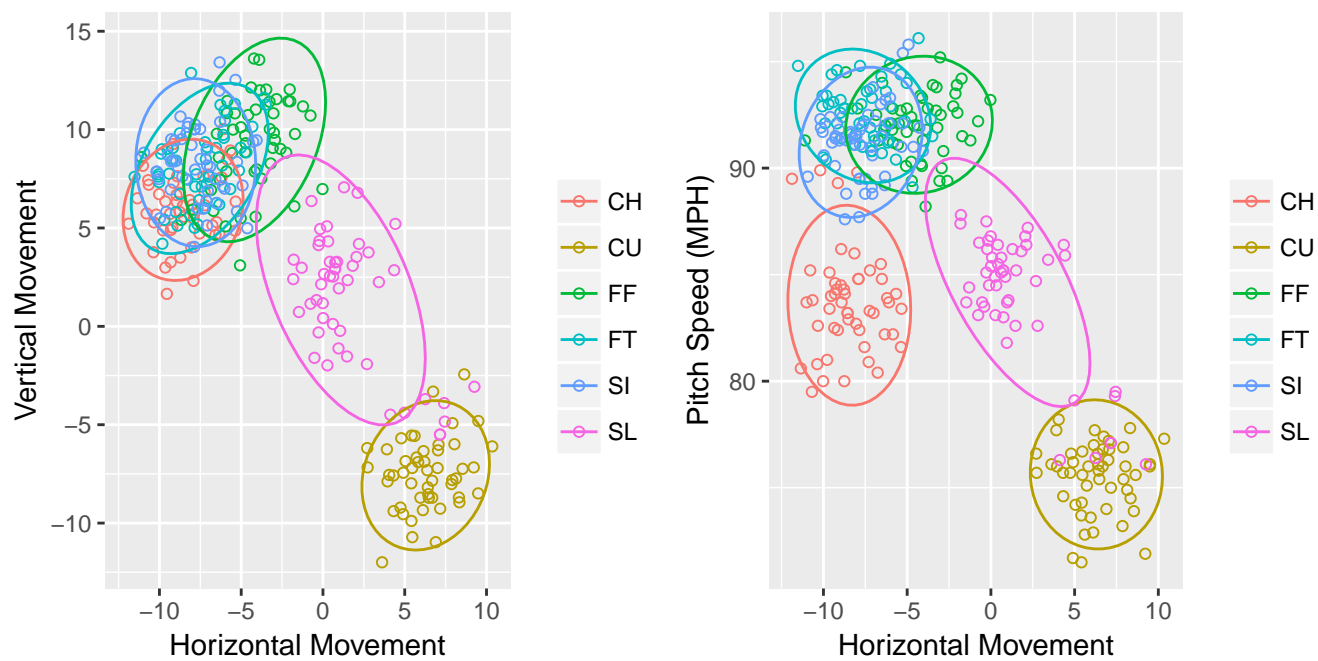 15
10
5
0
−5
−10
−10 −5 0 5 10
Vertical Movement
Horizontal Movement
CH
CU
FF
FT
SI
SL
90
80
−10 −5 0 5 10
Pitch Speed (MPH)
Horizontal Movement
CH
CU
FF
FT
SI
SL